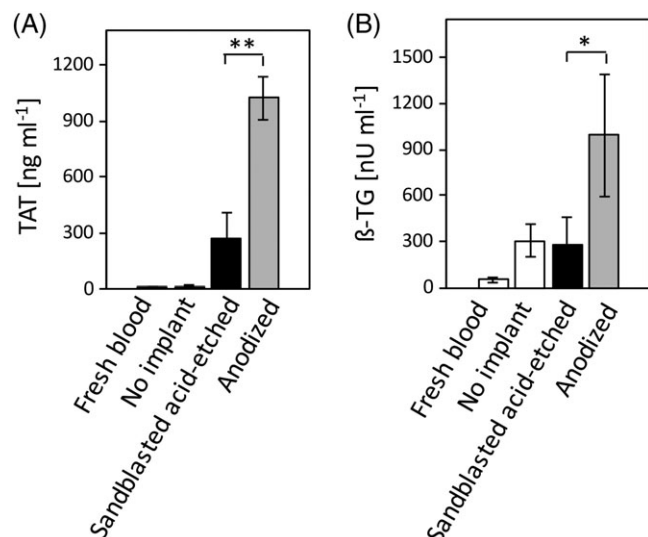 (A)
TAT [ng ml⁻¹]
1200
900
600
300
0
**
Fresh blood
No implant
Sandblasted acid-etched
Anodized
(B)
ß-TG [nU ml⁻¹]
1500
1200
900
600
300
0
*
Fresh blood
No implant
Sandblasted acid-etched
Anodized